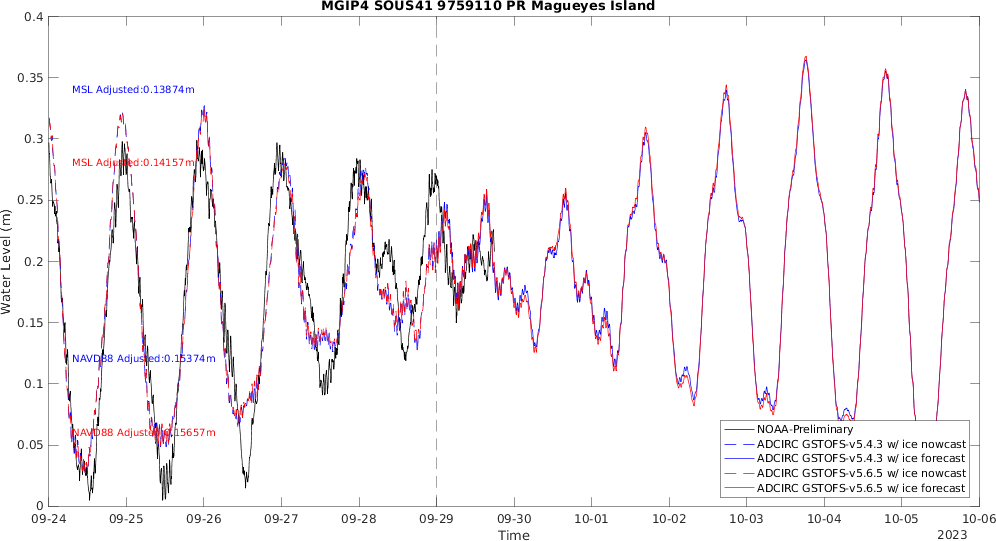 MGIP4 SOUS41 9759110 PR Magueyes Island
0.4
0.35
0.3
0.25
0.2
0.15
0.1
0.05
0
Water Level (m)
MSL Adjusted:0.13874m
MSL Adjusted:0.14157m
NAVD88 Adjusted:0.15374m
NAVD88 Adjusted:0.15657m
NOAA-Preliminary
ADCIRC GSTOFS-v5.4.3 w/ ice nowcast
ADCIRC GSTOFS-v5.4.3 w/ ice forecast
ADCIRC GSTOFS-v5.6.5 w/ ice nowcast
ADCIRC GSTOFS-v5.6.5 w/ ice forecast
09-24 09-25 09-26 09-27 09-28 09-29 09-30 10-01 10-02 10-03 10-04 10-05 10-06
Time
2023